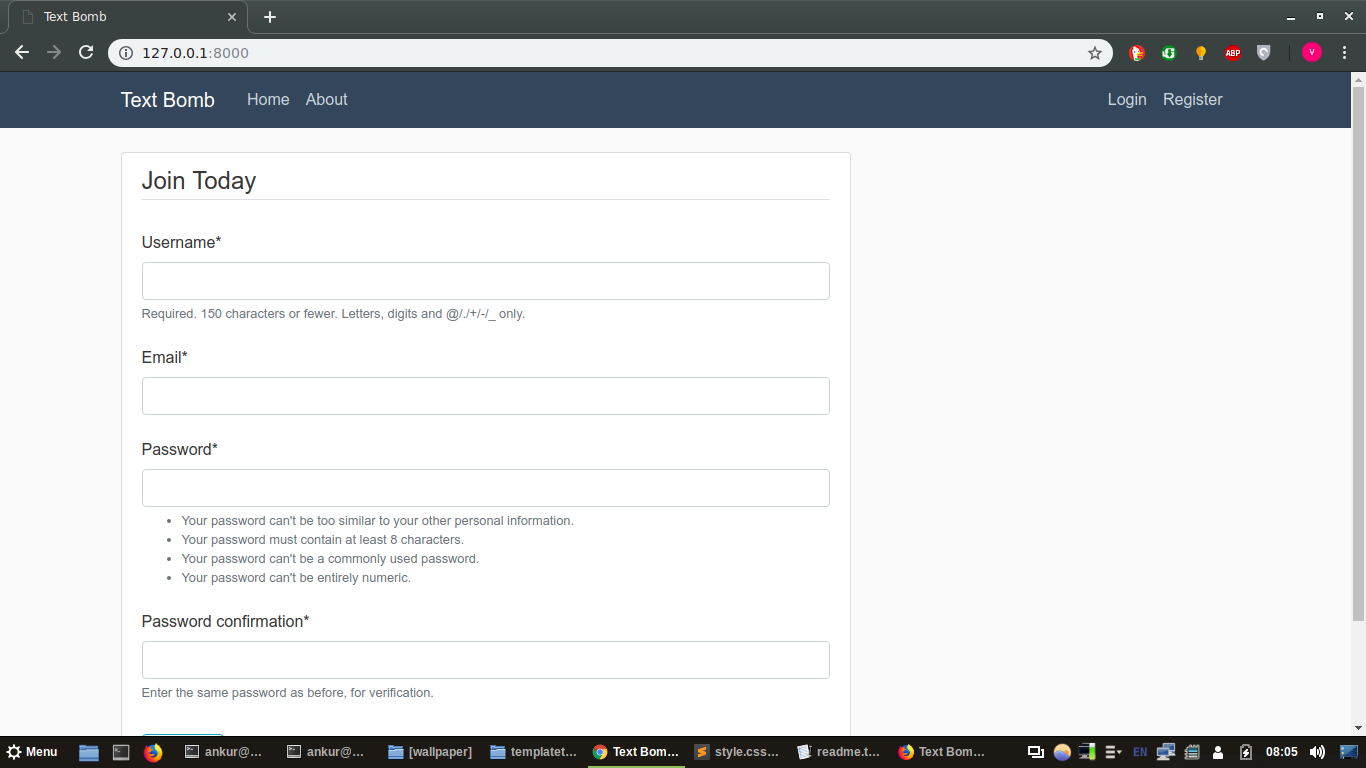 Text Bomb
127.0.0.1:8000
ABP
V
Text Bomb Home About Login Register
Join Today
Username*
Required. 150 characters or fewer. Letters, digits and @/./+/-/_ only.
Email*
Password*
Your password can't be too similar to your other personal information.
Your password must contain at least 8 characters.
Your password can't be a commonly used password.
Your password can't be entirely numeric.
Password confirmation*
Enter the same password as before, for verification.
Menu ankur@... ankur@... [wallpaper] templatet... Text Bom... style.css... readme.t... Text Bom... EN 08:05